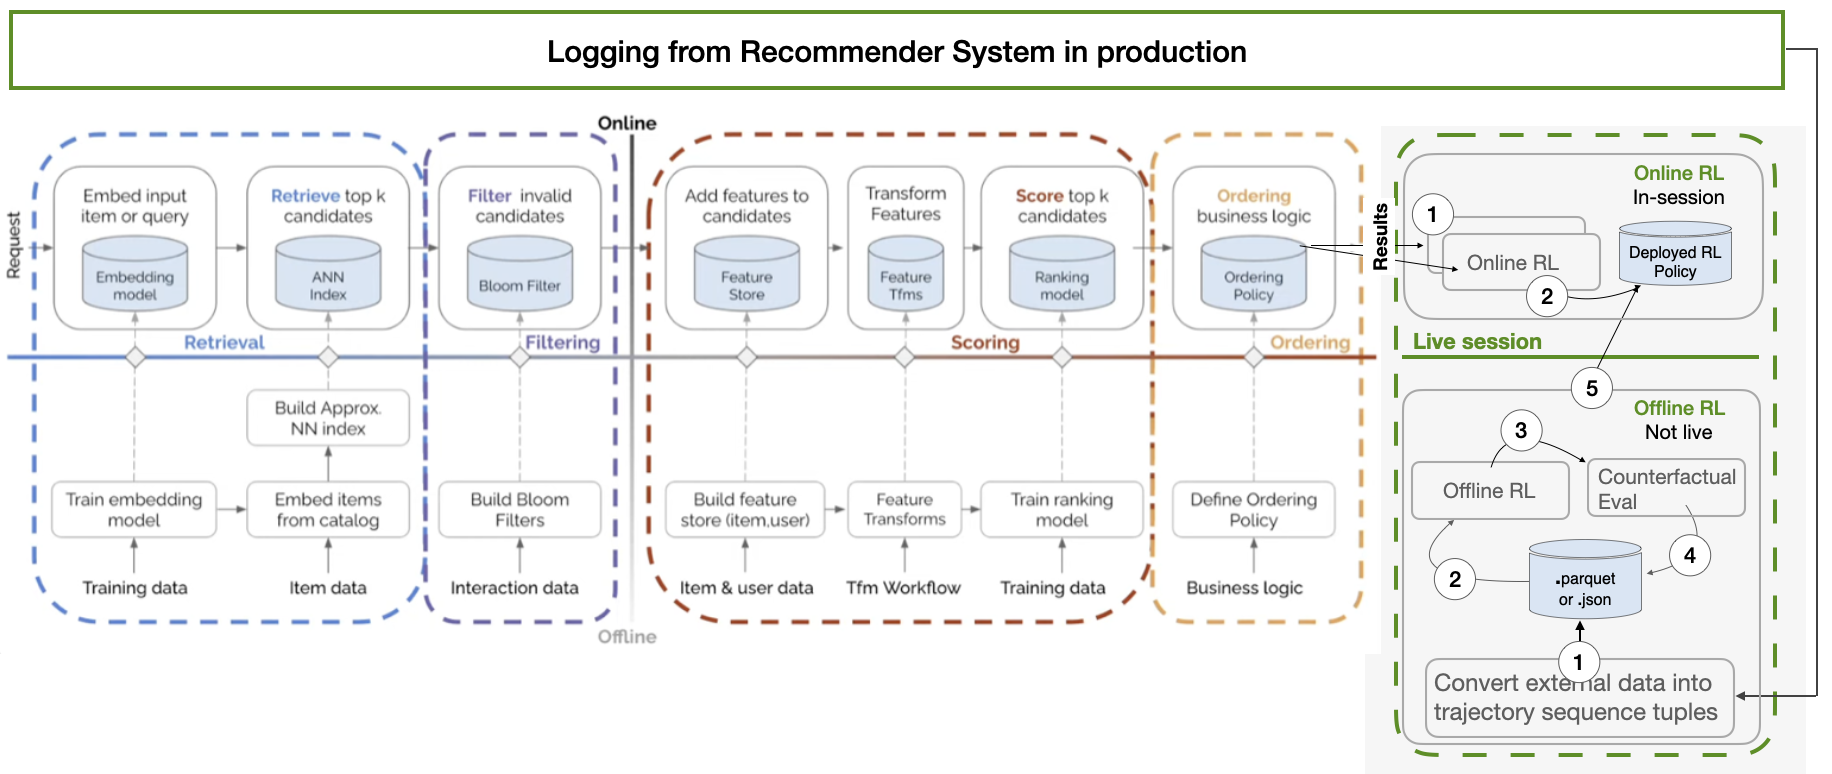 Logging from Recommender System in production
Online
Request
Embed input
item or query
Embedding
model
Retrieve top k
candidates
ANN
Index
Retrieval
Filter invalid
candidates
Bloom Filter
Filtering
Add features to
candidates
Feature
Store
Transform
Features
Feature
Tfms
Score top k
candidates
Ranking
model
Scoring
Ordering
business logic
Ordering
Policy
Ordering
Results
Build Approx.
NN index
Train embedding
model
Embed items
from catalog
Build Bloom
Filters
Build feature
store (item,user)
Feature
Transforms
Train ranking
model
Define Ordering
Policy
Training data
Item data
Interaction data
Item & user data
Tfm Workflow
Training data
Business logic
Offline
Online RL
In-session
1
Online RL
2
Deployed RL
Policy
Live session
5
Offline RL
Not live
3
Offline RL
Counterfactual
Eval
4
2
.parquet
or .json
1
Convert external data into
trajectory sequence tuples